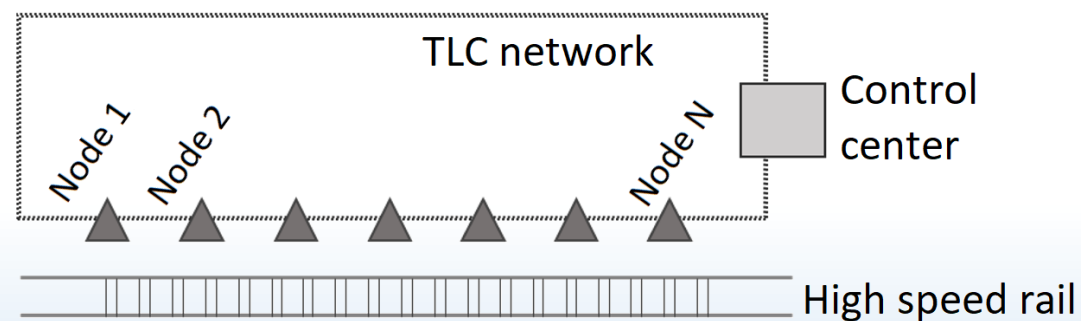 TLC network
Control
center
Node 1
Node 2
Node N
High speed rail